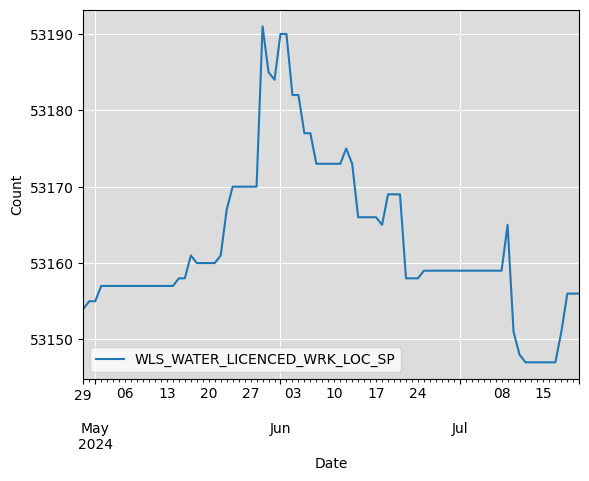 53190
53180
53170
53160
53150
Count
WLS_WATER_LICENCED_WRK_LOC_SP
29 06 13 20 27 03 10 17 24 08 15
May Jun Jul
2024
Date